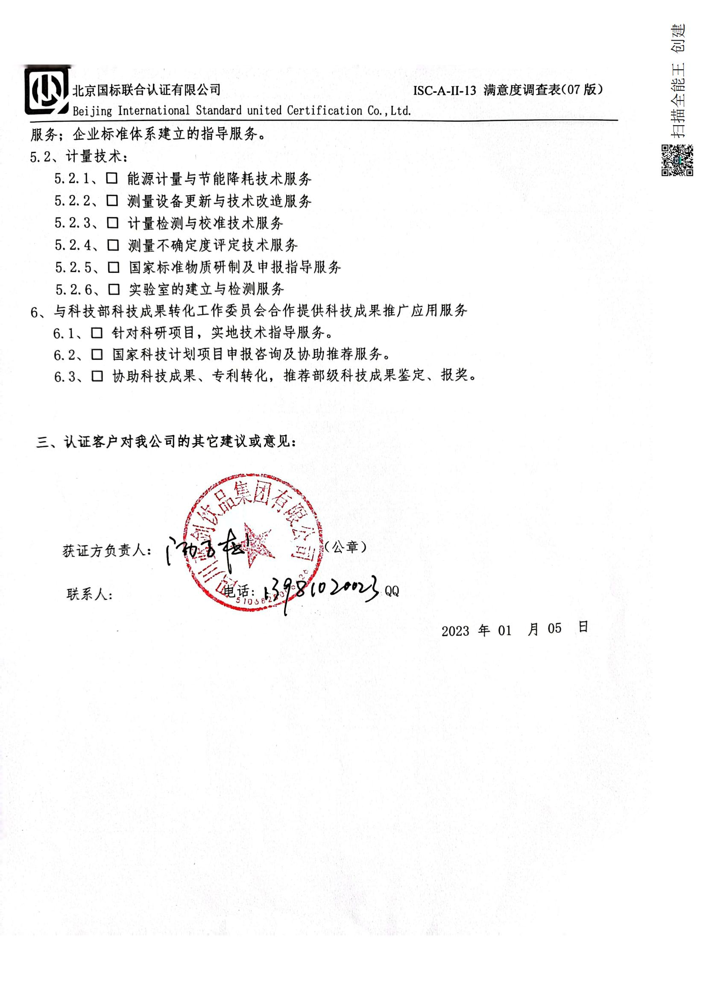 北京国标联合认证有限公司 ISC-A-II-13 满意度调查表(07 版)
Beijing International Standard united Certification Co.,Ltd.
服务；企业标准体系建立的指导服务。
5.2、计量技术：
5.2.1、□ 能源计量与节能降耗技术服务
5.2.2、□ 测量设备更新与技术改造服务
5.2.3、□ 计量检测与校准技术服务
5.2.4、□ 测量不确定度评定技术服务
5.2.5、□ 国家标准物质研制及申报指导服务
5.2.6、□ 实验室的建立与检测服务
6、与科技部科技成果转化工作委员会合作提供科技成果推广应用服务
6.1、□ 针对科研项目，实地技术指导服务。
6.2、□ 国家科技计划项目申报咨询及协助推荐服务。
6.3、□ 协助科技成果、专利转化，推荐部级科技成果鉴定、报奖。
三、认证客户对我公司的其它建议或意见：
饮品集团有限公司
获证方负责人： （公章）
联系人： 电话：13981020023 QQ
2023 年 01 月 05 日
扫描全能王 创建
CS